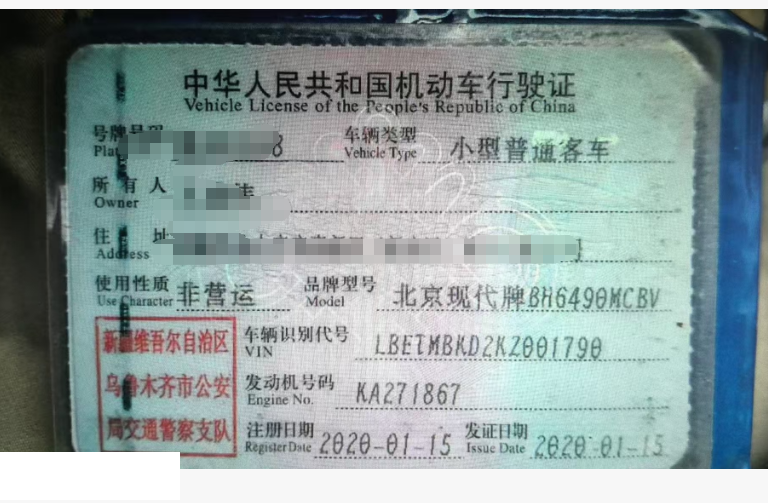 中华人民共和国机动车行驶证
Vehicle License of the People's Republic of China
号牌号码 8 车辆类型 小型普通客车
Vehicle Type
所有人
Owner
住址
Address
使用性质 非营运 品牌型号 北京现代牌BH6490MCBV
Use Character Model
车辆识别代号 LBETMBKD2KZ001790
VIN
发动机号码 KA271867
Engine No.
新疆维吾尔自治区
乌鲁木齐市公安
局交通警察支队
注册日期 2020-01-15 发证日期 2020-01-15
Register Date Issue Date